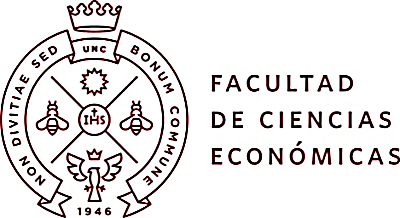 NON DIVITIAE SED
UNC
BONUM COMMUNE
IHS
1946
FACULTAD
DE CIENCIAS
ECONÓMICAS